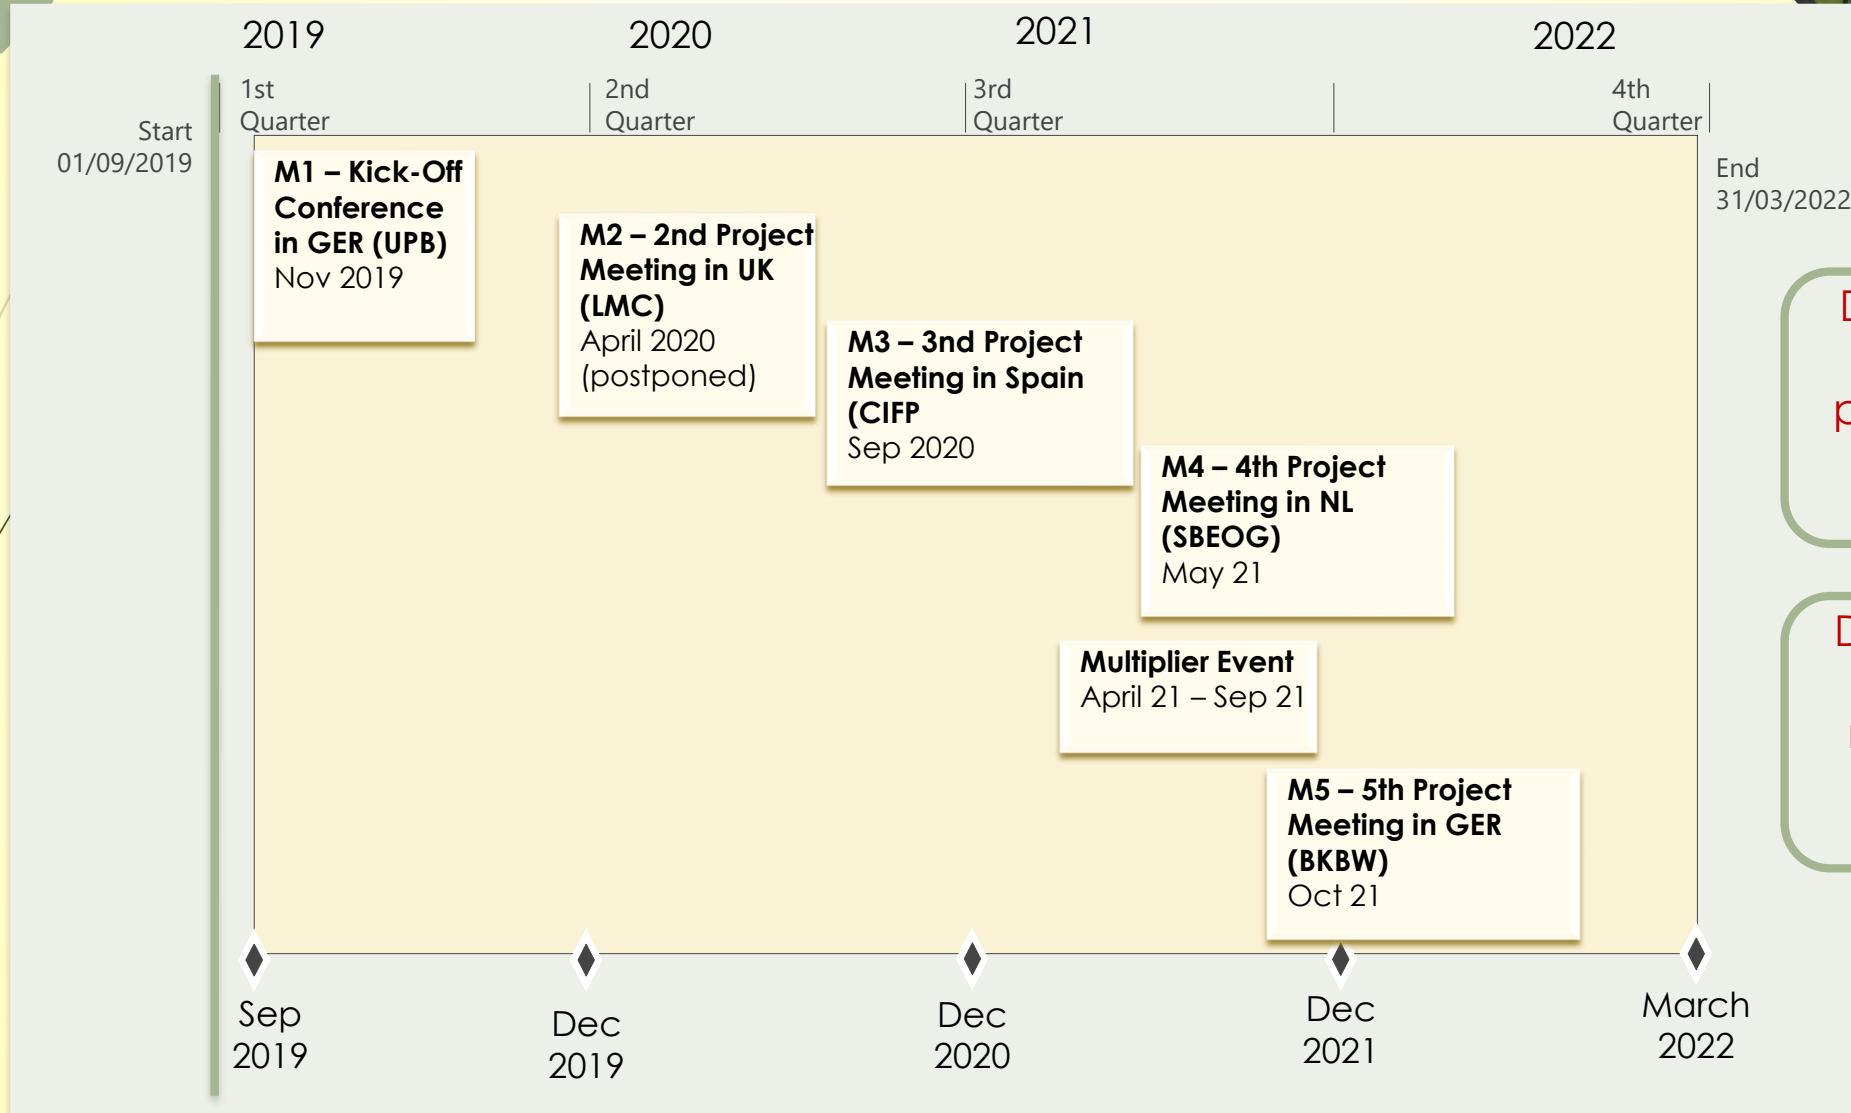 2019
2020
2021
2022
1st
Quarter
2nd
Quarter
3rd
Quarter
4th
Quarter
Start
01/09/2019
End
31/03/2022
M1 – Kick-Off
Conference
in GER (UPB)
Nov 2019
M2 – 2nd Project
Meeting in UK
(LMC)
April 2020
(postponed)
M3 – 3nd Project
Meeting in Spain
(CIFP
Sep 2020
M4 – 4th Project
Meeting in NL
(SBEOG)
May 21
Multiplier Event
April 21 – Sep 21
M5 – 5th Project
Meeting in GER
(BKBW)
Oct 21
Sep
2019
Dec
2019
Dec
2020
Dec
2021
March
2022